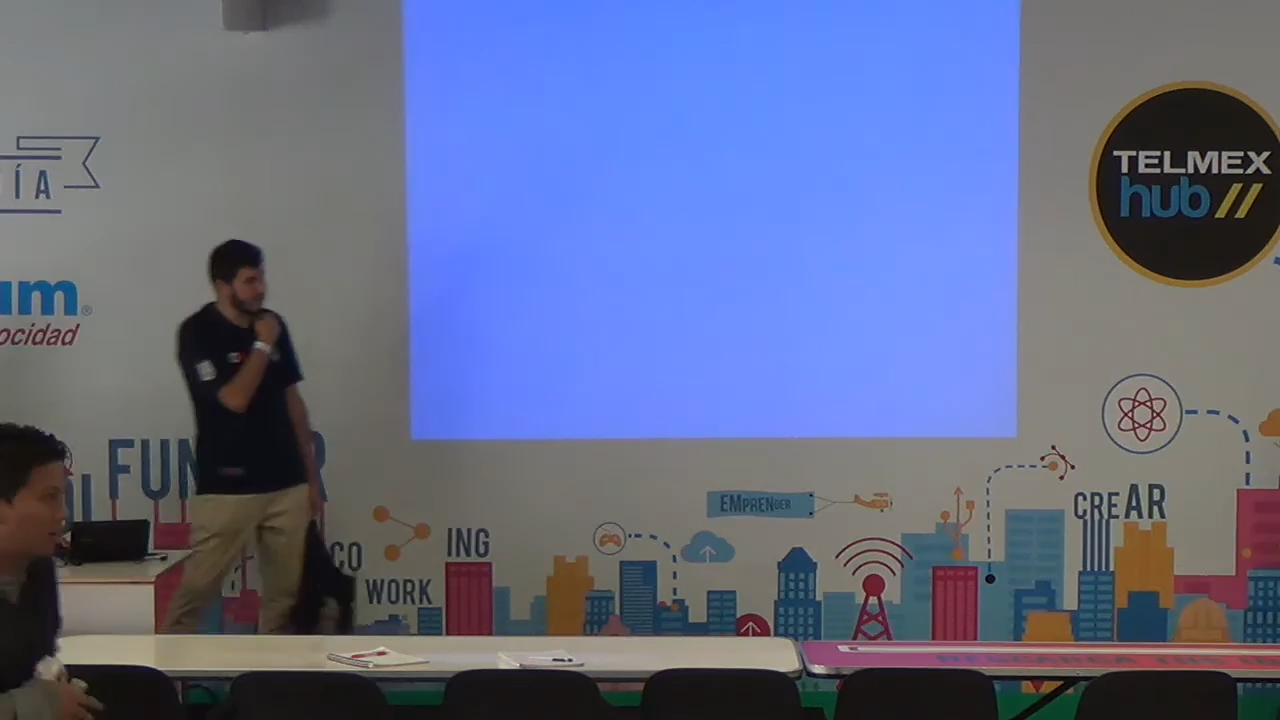 ÍA
um®
ocidad
TELMEX
hub//
FUN
R
CO
WORK
ING
EMPRENDER
CREAR